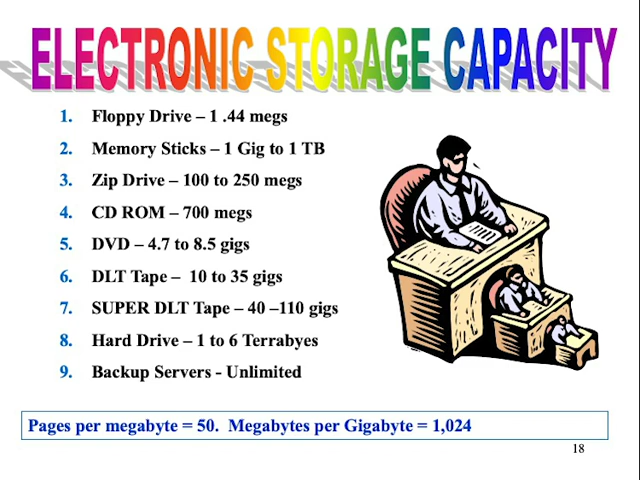 ELECTRONIC STORAGE CAPACITY
1. Floppy Drive – 1 .44 megs
2. Memory Sticks – 1 Gig to 1 TB
3. Zip Drive – 100 to 250 megs
4. CD ROM – 700 megs
5. DVD – 4.7 to 8.5 gigs
6. DLT Tape – 10 to 35 gigs
7. SUPER DLT Tape – 40 –110 gigs
8. Hard Drive – 1 to 6 Terrabyes
9. Backup Servers - Unlimited
Pages per megabyte = 50. Megabytes per Gigabyte = 1,024
18